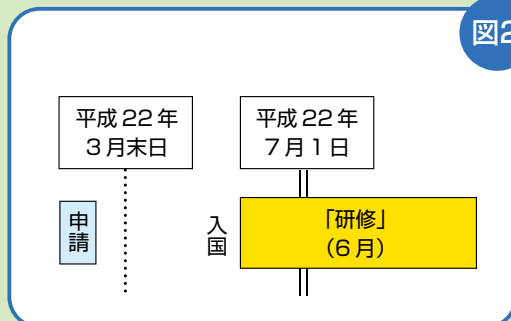 図2
平成22年
3月末日
平成22年
7月1日
申請
入国
「研修」
(6月)